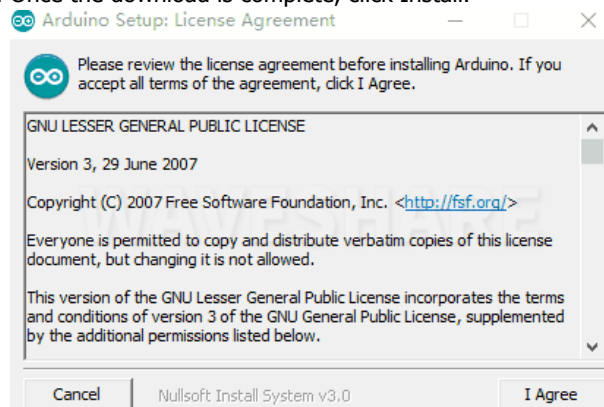 Once the download is complete, click Install.
Arduino Setup: License Agreement
Please review the license agreement before installing Arduino. If you
accept all terms of the agreement, click I Agree.
GNU LESSER GENERAL PUBLIC LICENSE
Version 3, 29 June 2007
Copyright (C) 2007 Free Software Foundation, Inc. <http://fsf.org/>
WAVESHARE
Everyone is permitted to copy and distribute verbatim copies of this license
document, but changing it is not allowed.
This version of the GNU Lesser General Public License incorporates the terms
and conditions of version 3 of the GNU General Public License, supplemented
by the additional permissions listed below.
Cancel Nullsoft Install System v3.0 I Agree